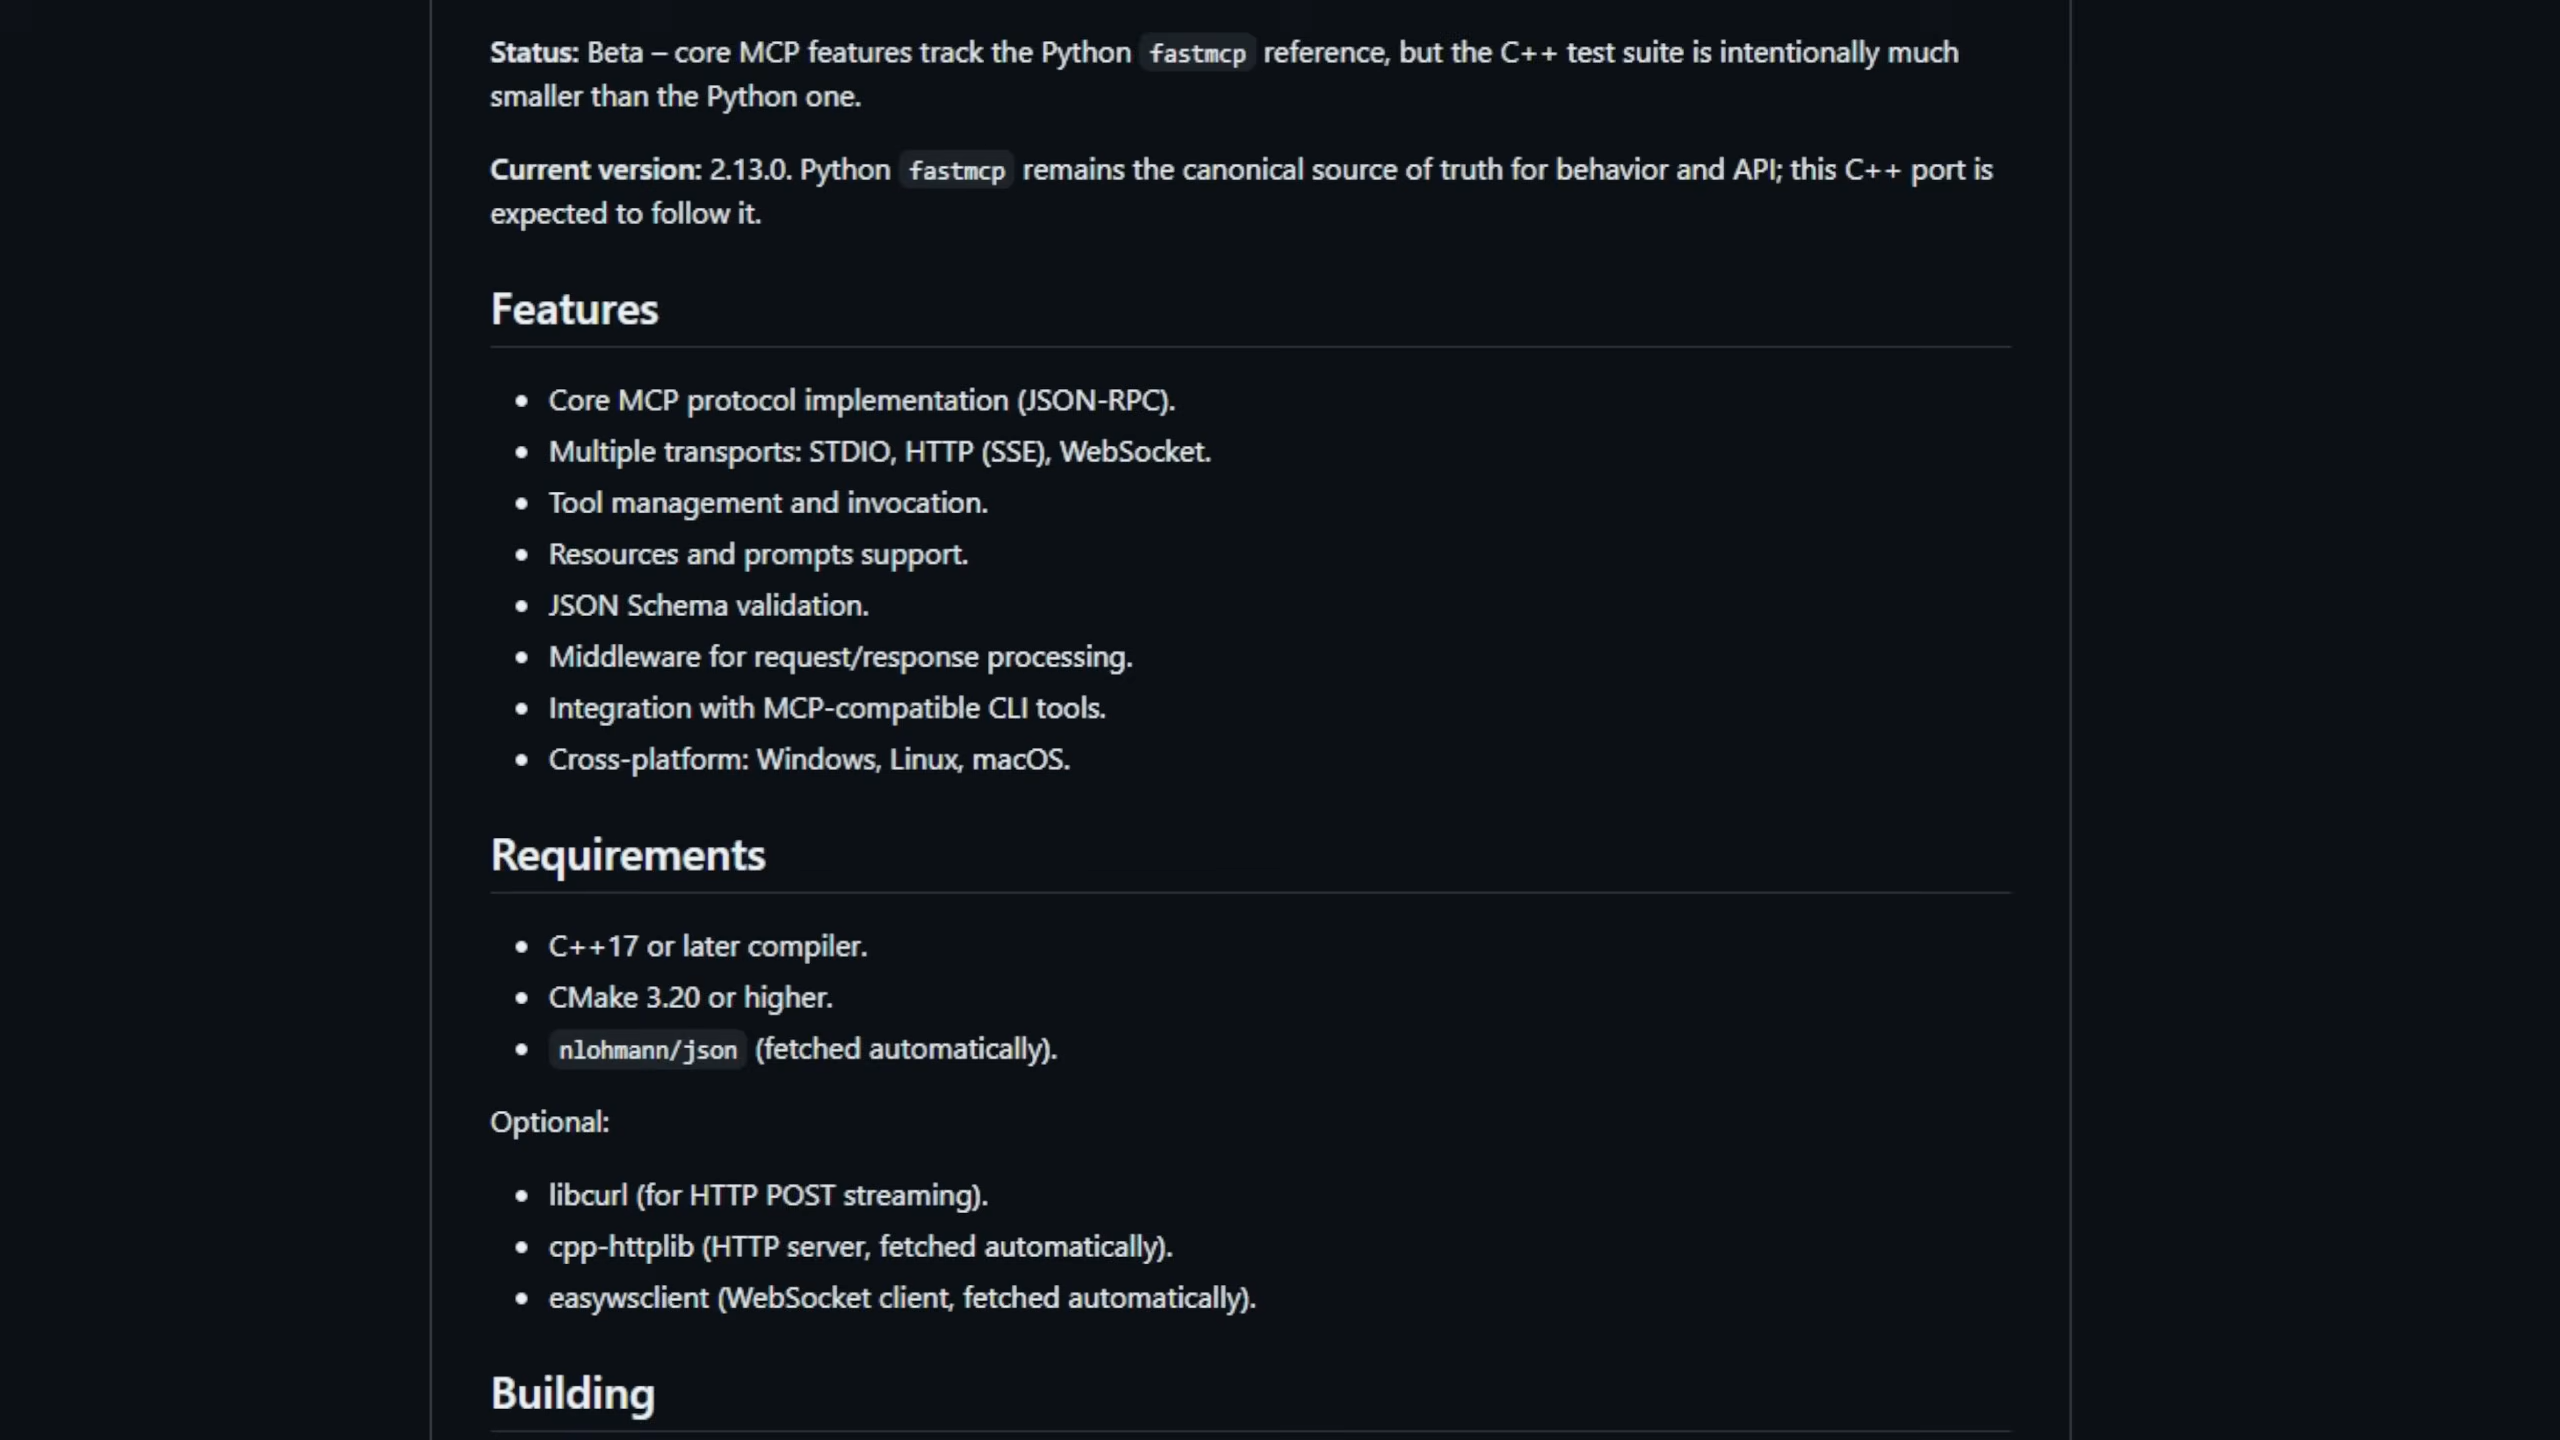 Status: Beta – core MCP features track the Python fastmcp reference, but the C++ test suite is intentionally much
smaller than the Python one.
Current version: 2.13.0. Python fastmcp remains the canonical source of truth for behavior and API; this C++ port is
expected to follow it.
Features
• Core MCP protocol implementation (JSON-RPC).
• Multiple transports: STDIO, HTTP (SSE), WebSocket.
• Tool management and invocation.
• Resources and prompts support.
• JSON Schema validation.
• Middleware for request/response processing.
• Integration with MCP-compatible CLI tools.
• Cross-platform: Windows, Linux, macOS.
Requirements
• C++17 or later compiler.
• CMake 3.20 or higher.
• nlohmann/json (fetched automatically).
Optional:
• libcurl (for HTTP POST streaming).
• cpp-httplib (HTTP server, fetched automatically).
• easywsclient (WebSocket client, fetched automatically).
Building